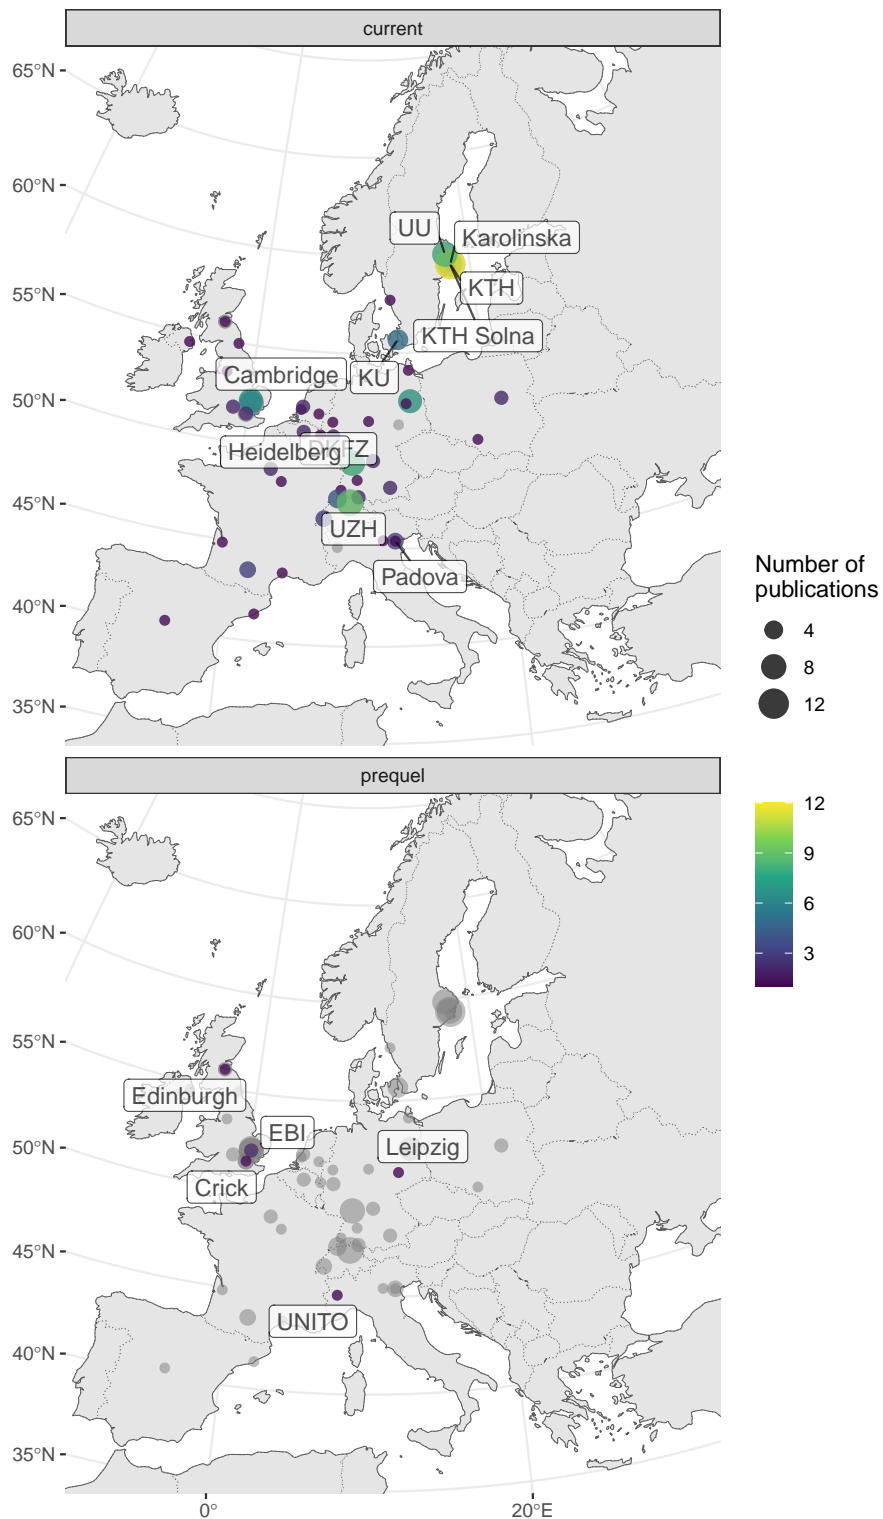 current
65°N
60°N
UU
Karolinska
KTH
55°N
KTH Solna
Cambridge
KU
50°N
DKFZ
Heidelberg
45°N
UZH
Padova
40°N
35°N
Number of
publications
4
8
12
prequel
65°N
12
9
6
3
60°N
55°N
Edinburgh
EBI
50°N
Leipzig
Crick
45°N
UNITO
40°N
35°N
0°
20°E